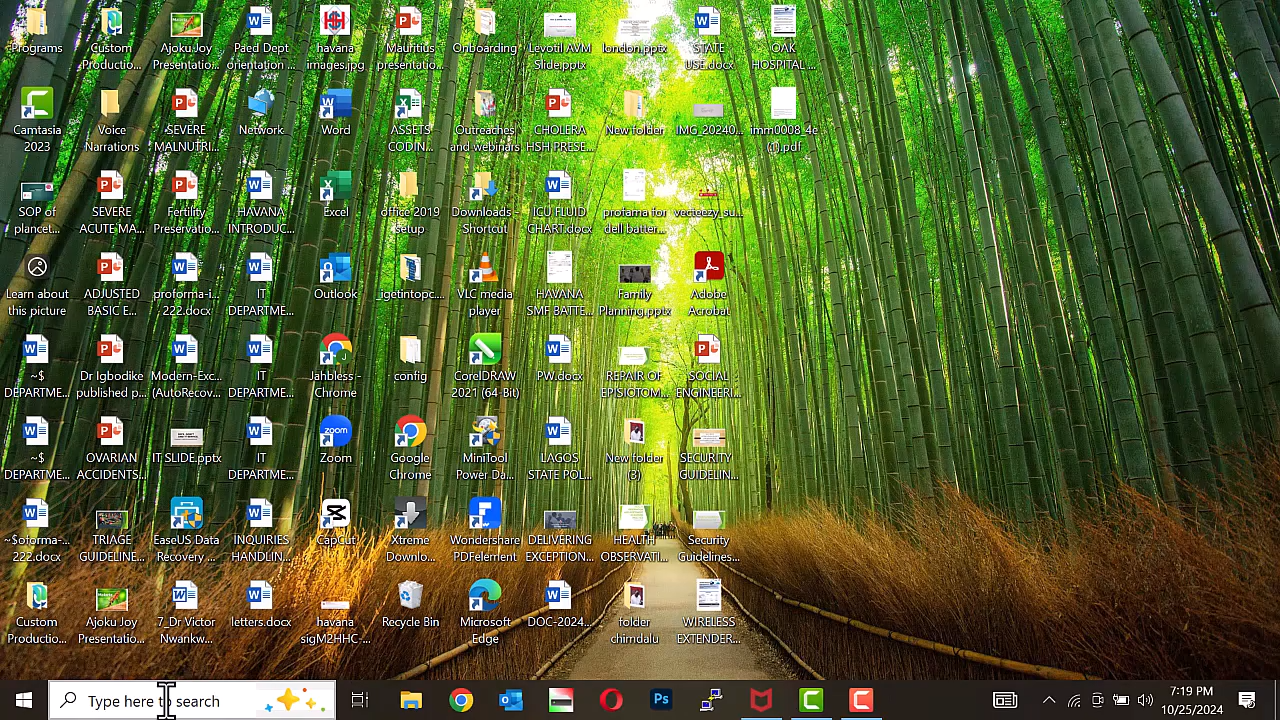 Programs
Custom
Productio...
Ajoku Joy
Presentatio...
Paed Dept
orientation ...
havana
images.jpg
Mauritius
presentatio...
Onboarding
Levotil AVM
Slide.pptx
london.pptx
STATE
USE.docx
OAK
HOSPITAL ...
Camtasia
2023
Voice
Narrations
SEVERE
MALNUTRI...
Network
Word
ASSETS
CODIN...
Outreaches
and webinars
CHOLERA
HSH PRESE...
New folder
IMG_20240...
imm0008_4e
(1).pdf
SOP of
plancet...
SEVERE
ACUTE MA...
Fertility
Preservatio...
HAVANA
INTRODUC...
Excel
office 2019
setup
Downloads -
Shortcut
ICU FLUID
CHART.docx
profama for
dell batter...
vecteezy_su...
Learn about
this picture
ADJUSTED
BASIC E...
proforma-i...
222.docx
IT
DEPARTME...
Outlook
_igetintopc....
VLC media
player
HAVANA
SMF BATTE...
Family
Planning.pptx
Adobe
Acrobat
~$
DEPARTME...
Dr Igbodike
published p...
Modern-Exc...
(AutoRecov...
IT
DEPARTME...
Jahbless -
Chrome
config
CorelDRAW
2021 (64-Bit)
PW.docx
REPAIR OF
EPISIOTOM...
SOCIAL
ENGINEERI...
~$
DEPARTME...
OVARIAN
ACCIDENTS...
IT SLIDE.pptx
IT
DEPARTME...
zoom
Zoom
Google
Chrome
MiniTool
Power Da...
LAGOS
STATE POL...
New folder
(3)
SECURITY
GUIDELIN...
~$oforma-...
222.docx
TRIAGE
GUIDELINE...
EaseUS Data
Recovery ...
INQUIRIES
HANDLIN...
CapCut
Xtreme
Downlo...
Wondershare
PDFelement
DELIVERING
EXCEPTION...
HEALTH
OBSERVATI...
Security
Guidelines...
Custom
Productio...
Ajoku Joy
Presentatio...
7_Dr Victor
Nwankw...
letters.docx
havana
sigM2HHC-...
Recycle Bin
Microsoft
Edge
DOC-2024...
folder
chimdalu
WIRELESS
EXTENDER...
Type here to search
Ps
7:19 PM
10/25/2024